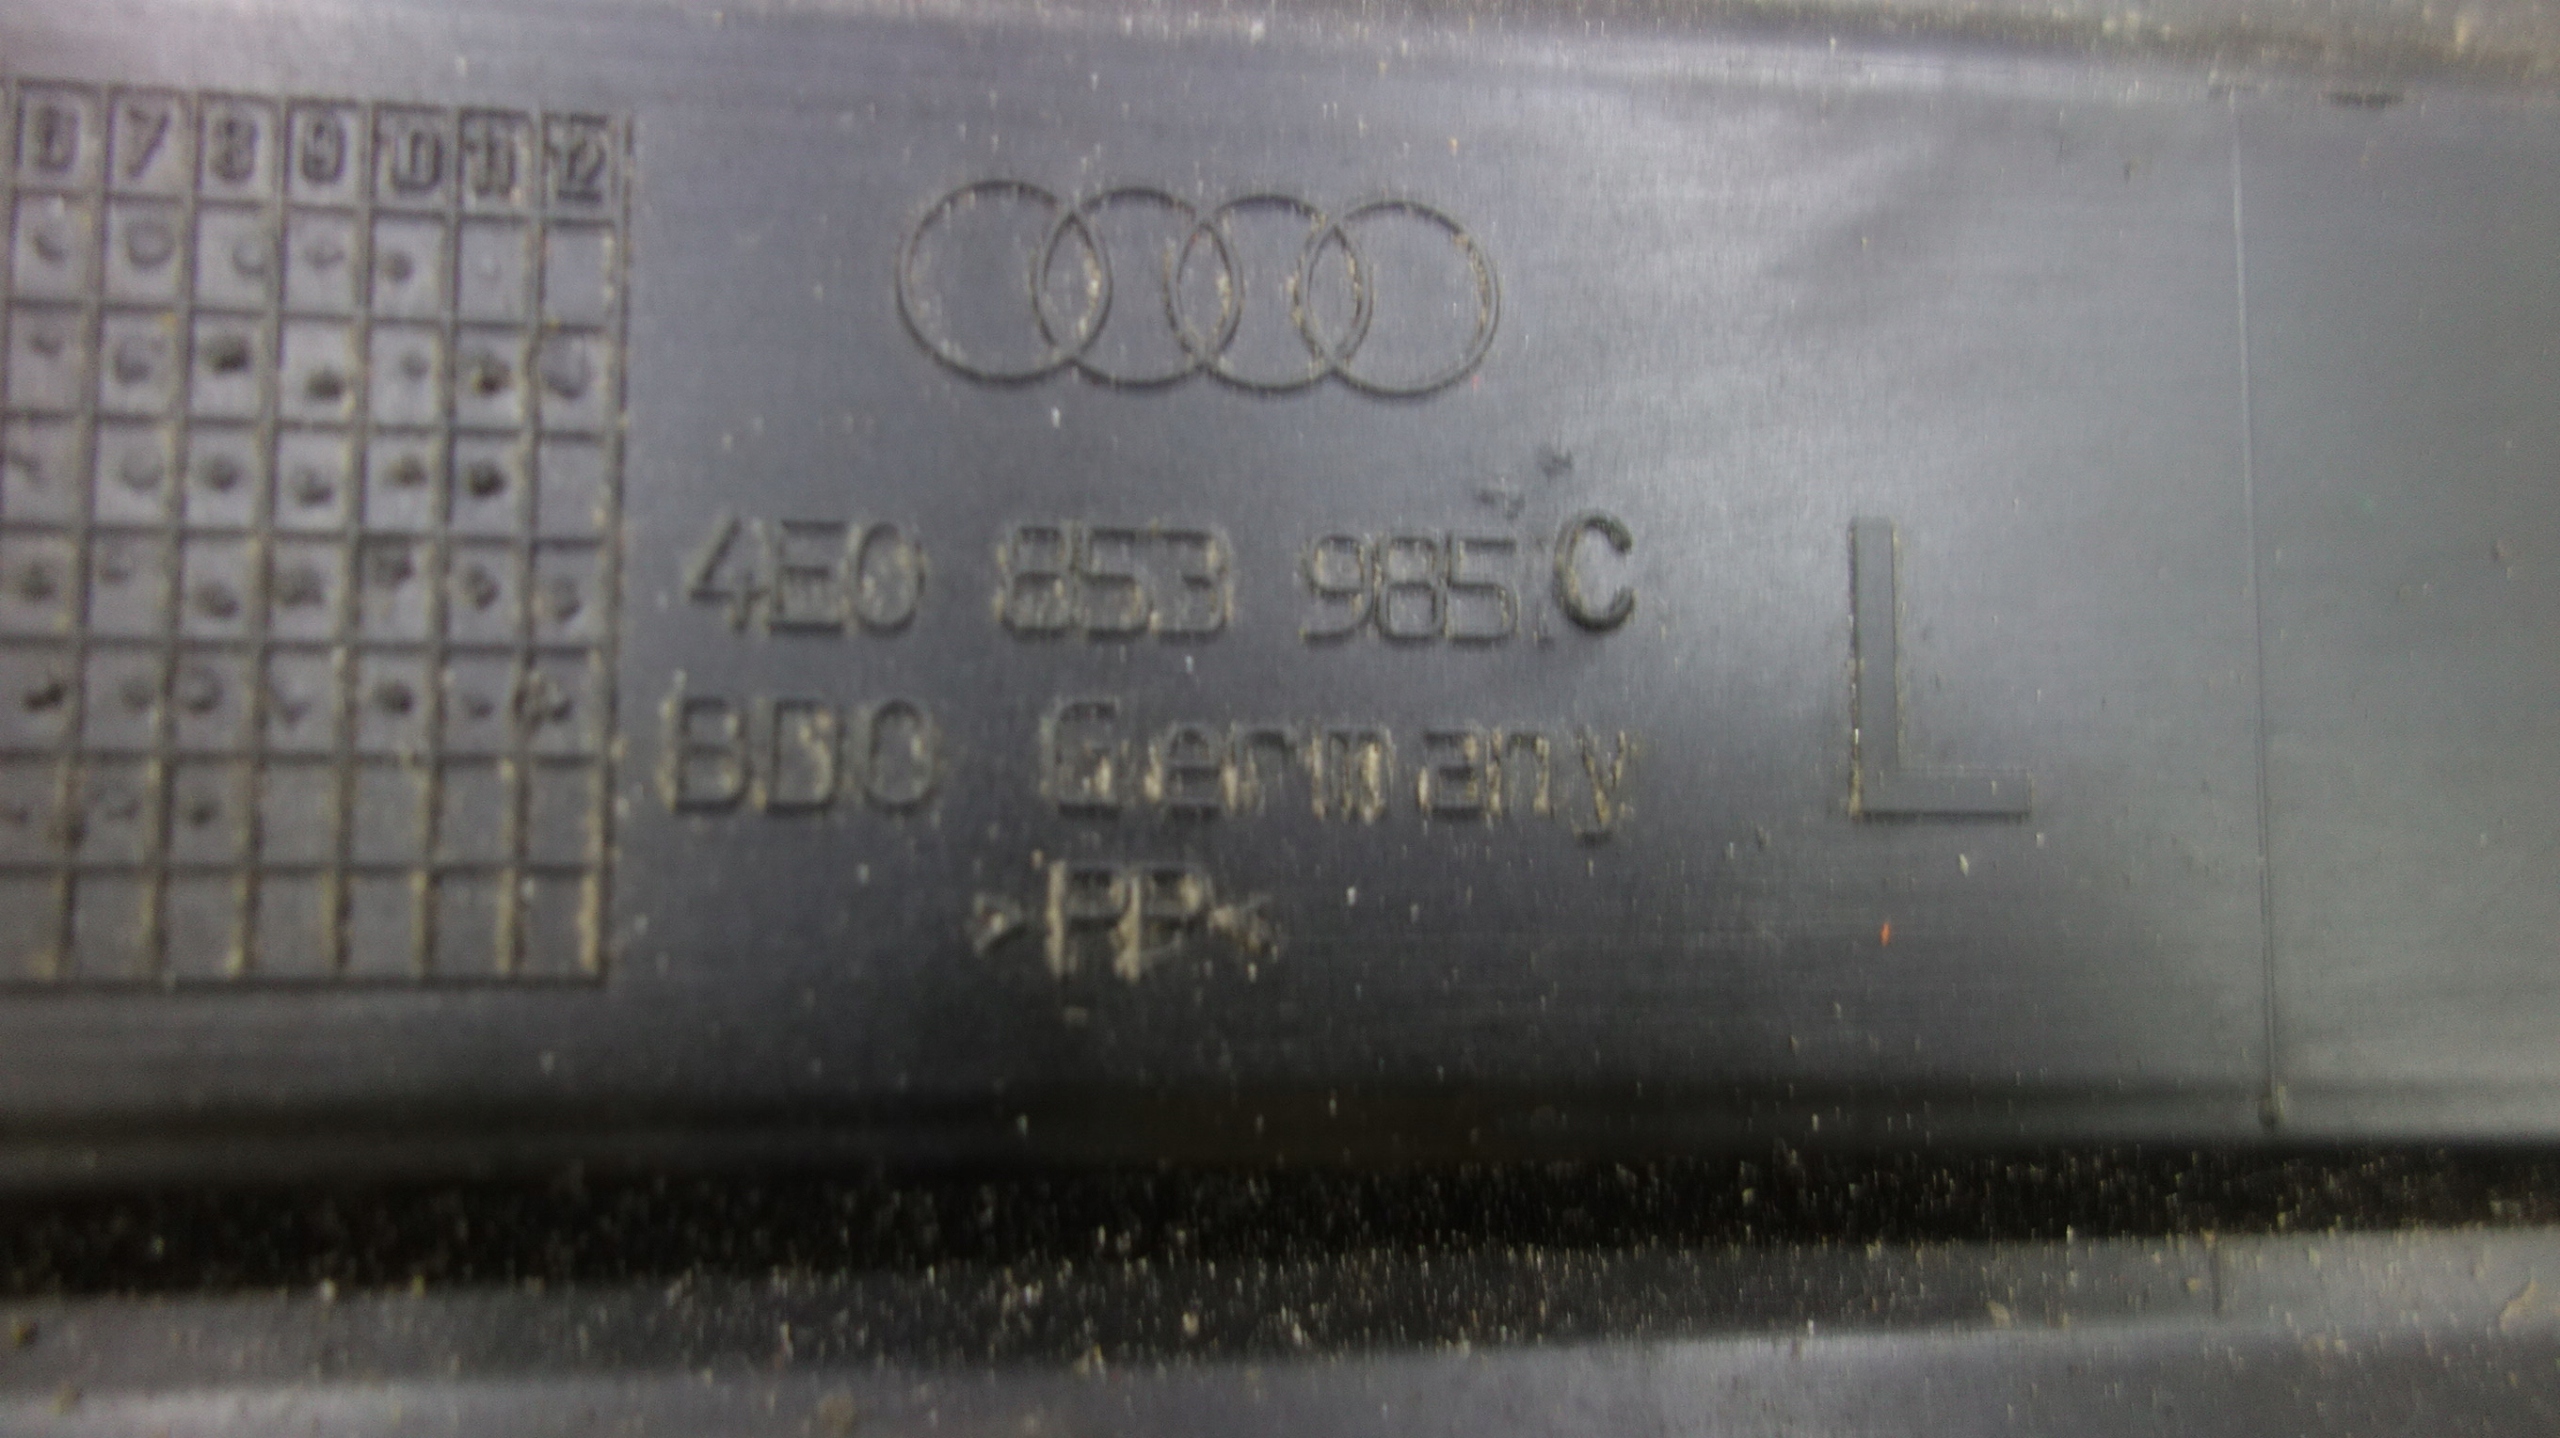 6 7 8 9 10 11 12
4E0 853 985 C
L
BDO Germany
>PP<